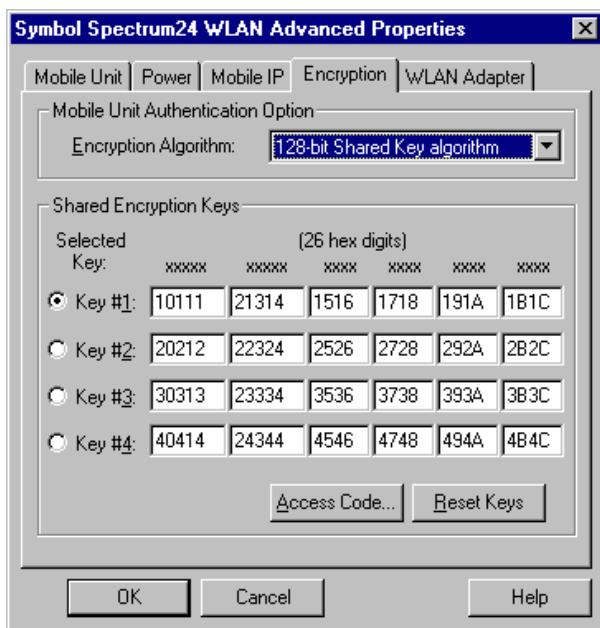 Symbol Spectrum24 WLAN Advanced Properties
Mobile Unit Power Mobile IP Encryption WLAN Adapter
Mobile Unit Authentication Option
Encryption Algorithm: 128-bit Shared Key algorithm
Shared Encryption Keys
Selected Key: (26 hex digits)
xxxxx xxxxx xxxx xxxx xxxx xxxx
Key #1: 10111 21314 1516 1718 191A 1B1C
Key #2: 20212 22324 2526 2728 292A 2B2C
Key #3: 30313 23334 3536 3738 393A 3B3C
Key #4: 40414 24344 4546 4748 494A 4B4C
Access Code... Reset Keys
OK Cancel Help